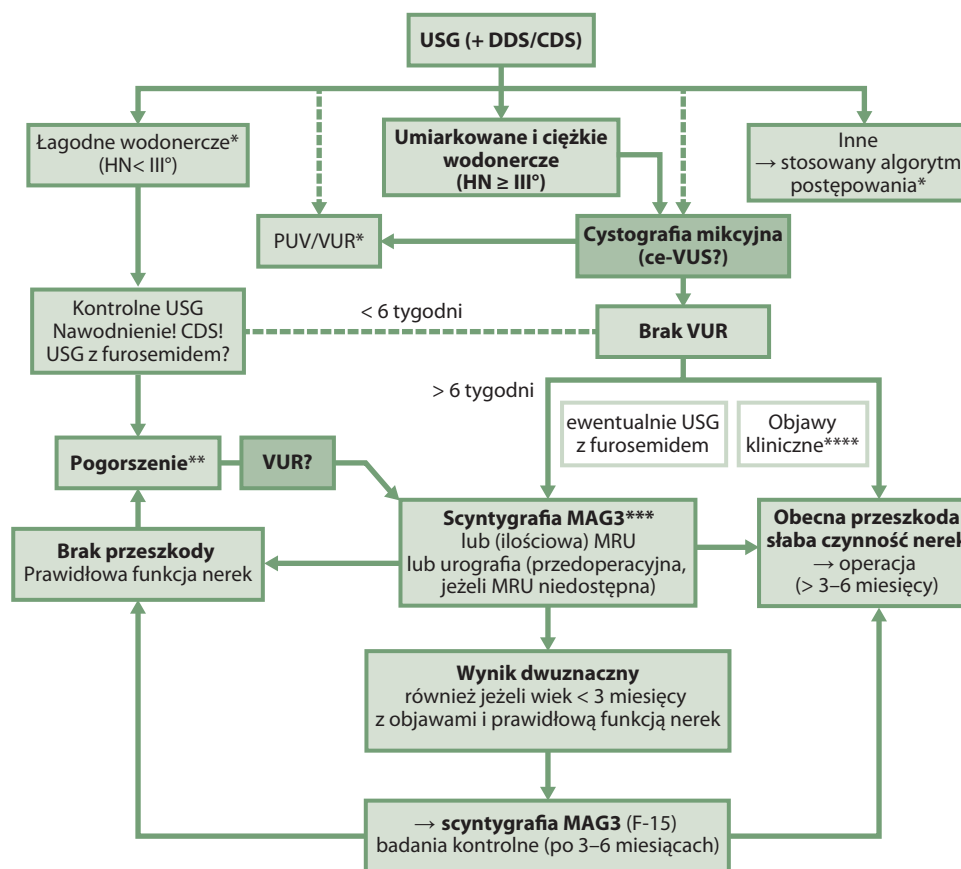 USG (+ DDS/CDS)
Łagodne wodonercze*
(HN< III°)
Umiarkowane i ciężkie
wodonercze
(HN ≥ III°)
Inne
→ stosowany algorytm
postępowania*
PUV/VUR*
Cystografia mikcyjna
(ce-VUS?)
Kontrolne USG
Nawodnienie! CDS!
USG z furosemidem?
< 6 tygodni
Brak VUR
> 6 tygodni
ewentualnie USG
z furosemidem
Objawy
kliniczne****
Pogorszenie**
VUR?
Brak przeszkody
Prawidłowa funkcja nerek
Scyntygrafia MAG3***
lub (ilościowa) MRU
lub urografia (przedoperacyjna,
jeżeli MRU niedostępna)
Obecna przeszkoda
słaba czynność nerek
→ operacja
(> 3–6 miesięcy)
Wynik dwuznaczny
również jeżeli wiek < 3 miesięcy
z objawami i prawidłową funkcją nerek
→ scyntygrafia MAG3 (F-15)
badania kontrolne (po 3–6 miesiącach)